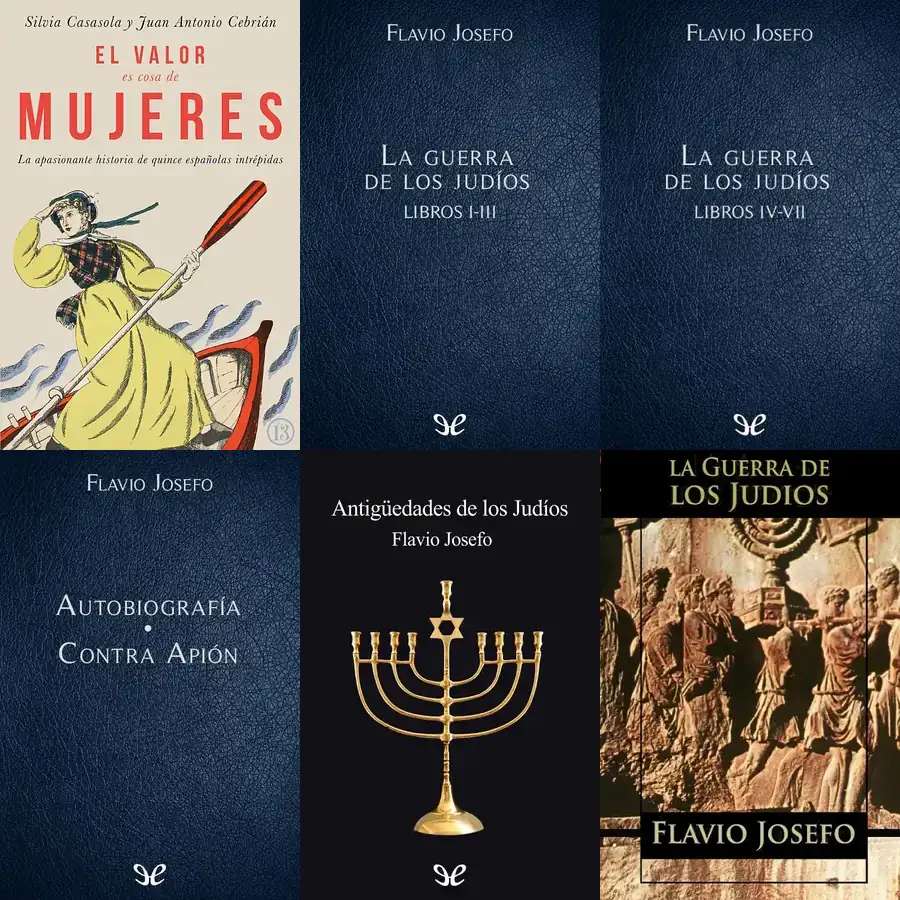 Silvia Casasola y Juan Antonio Cebrián
EL VALOR
es cosa de
MUJERES
La apasionante historia de quince españolas intrépidas
13
FLAVIO JOSEFO
LA GUERRA
DE LOS JUDÍOS
LIBROS I-III
FLAVIO JOSEFO
LA GUERRA
DE LOS JUDÍOS
LIBROS IV-VII
FLAVIO JOSEFO
AUTOBIOGRAFÍA
•
CONTRA APIÓN
Antigüedades de los Judíos
Flavio Josefo
LA GUERRA DE
LOS JUDIOS
FLAVIO JOSEFO